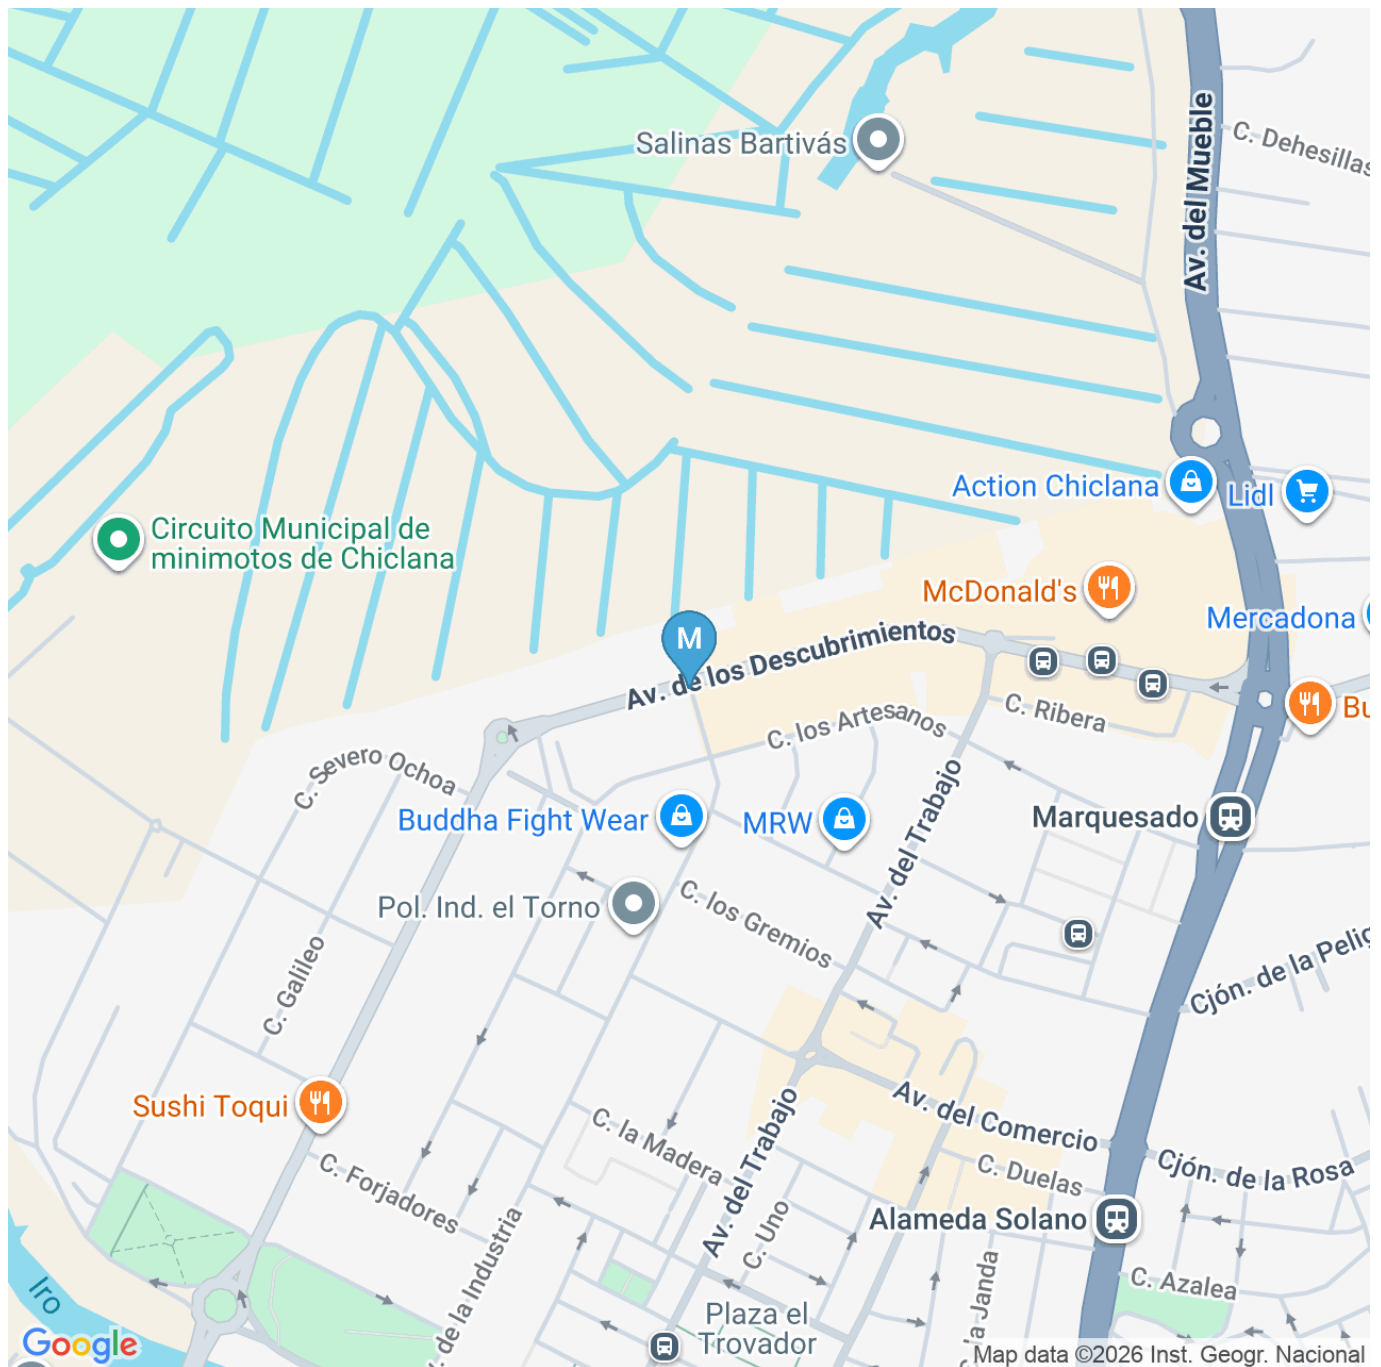 Av. del Mueble
C. Dehesillas
Salinas Bartivás
Action Chiclana
Lidl
Circuito Municipal de
minimotos de Chiclana
McDonald's
Mercadona
M
Av. de los Descubrimientos
Bu
C. Ribera
C. los Artesanos
C. Severo Ochoa
Buddha Fight Wear
MRW
Marquesado
Av. del Trabajo
Pol. Ind. el Torno
C. los Gremios
C. Galileo
Cjón. de la Pelig
Sushi Toqui
Av. del Comercio
C. la Madera
Av. del Trabajo
Cjón. de la Rosa
C. Duelas
C. Forjadores
C. Uno
Alameda Solano
. de la Industria
la Janda
C. Azalea
Iro
Plaza el
Trovador
Google
Map data ©2026 Inst. Geogr. Nacional